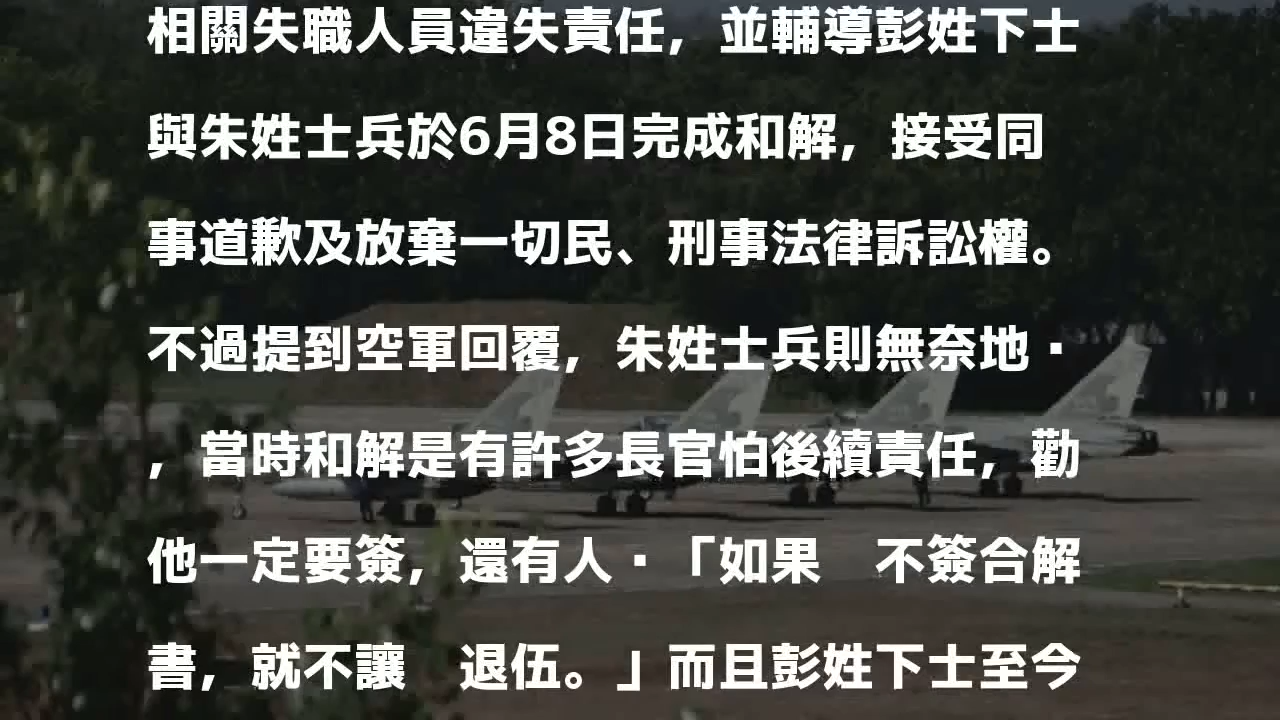 相關失職人員違失責任，並輔導彭姓下士
與朱姓士兵於6月8日完成和解，接受同
事道歉及放棄一切民、刑事法律訴訟權。
不過提到空軍回覆，朱姓士兵則無奈地·
，當時和解是有許多長官怕後續責任，勸
他一定要簽，還有人·「如果　不簽合解
書，就不讓　退伍。」而且彭姓下士至今